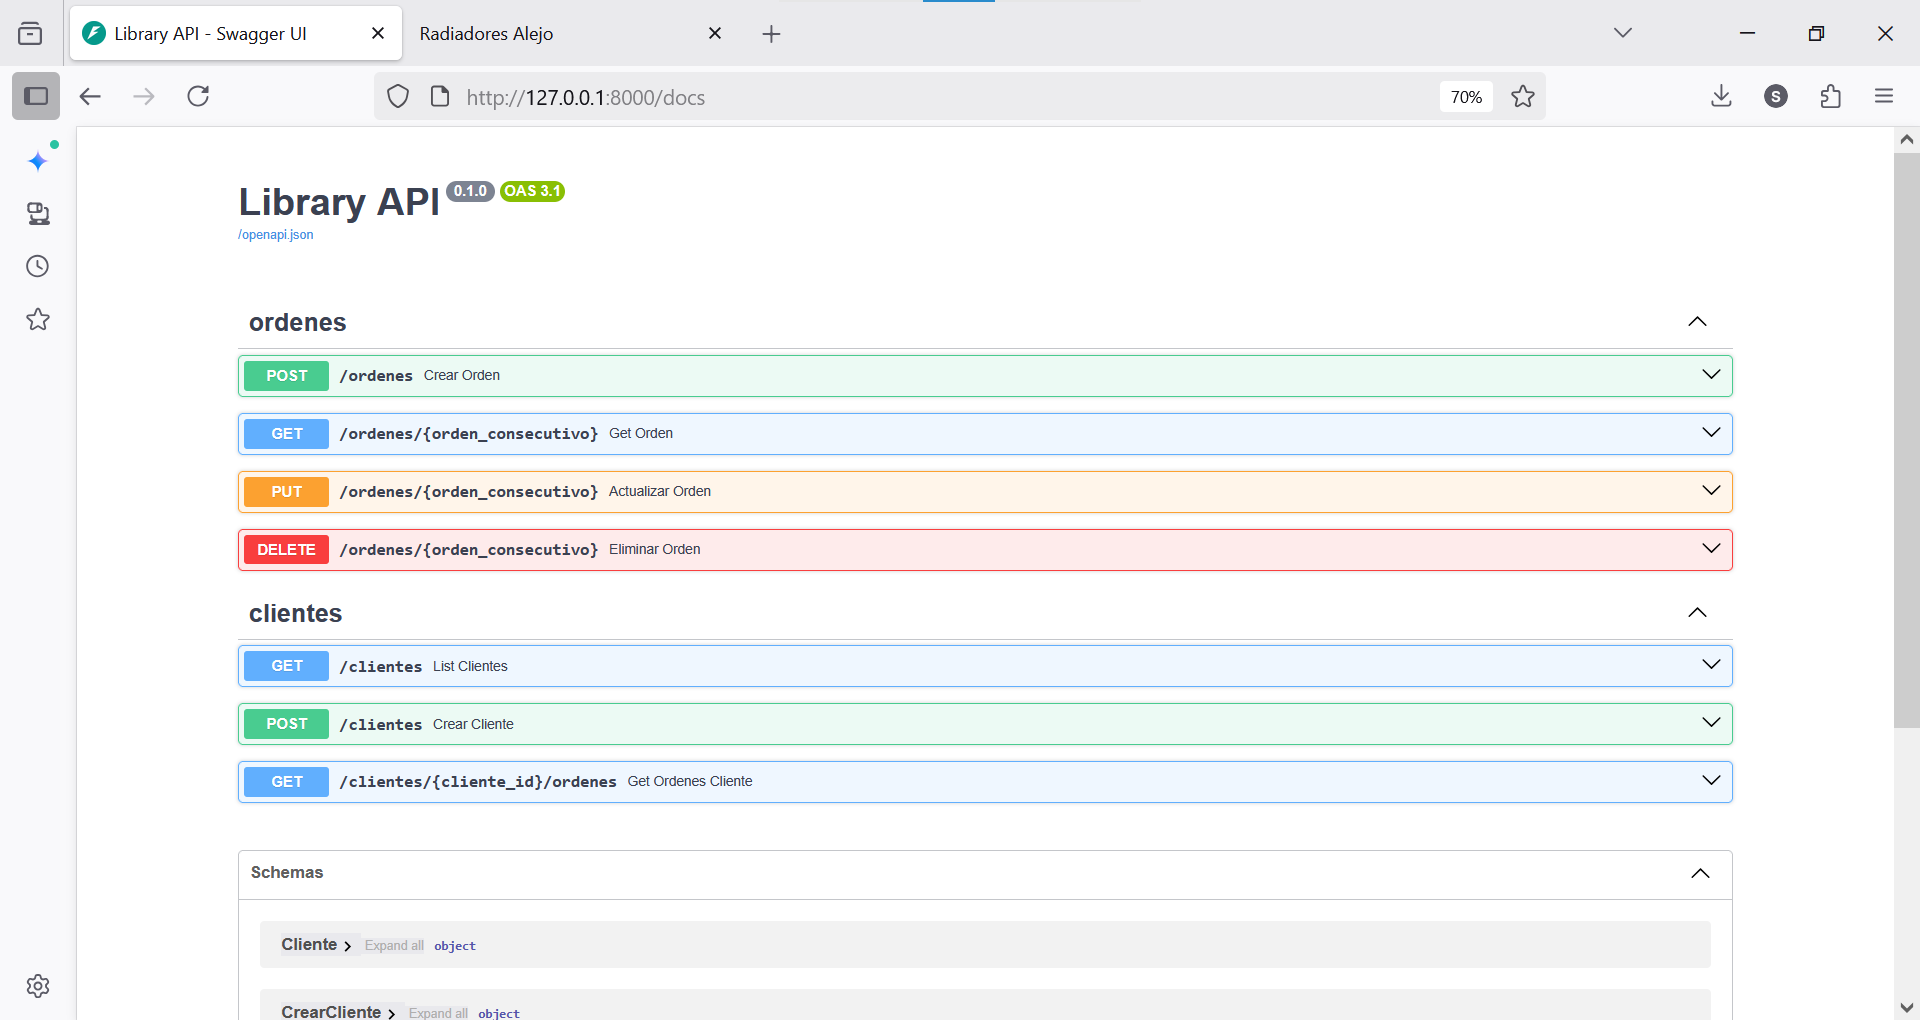 Library API - Swagger UI
Radiadores Alejo
http://127.0.0.1:8000/docs
70%
S
Library API 0.1.0 OAS 3.1
/openapi.json
ordenes
POST /ordenes Crear Orden
GET /ordenes/{orden_consecutivo} Get Orden
PUT /ordenes/{orden_consecutivo} Actualizar Orden
DELETE /ordenes/{orden_consecutivo} Eliminar Orden
clientes
GET /clientes List Clientes
POST /clientes Crear Cliente
GET /clientes/{cliente_id}/ordenes Get Ordenes Cliente
Schemas
Cliente Expand all object
CrearCliente Expand all object